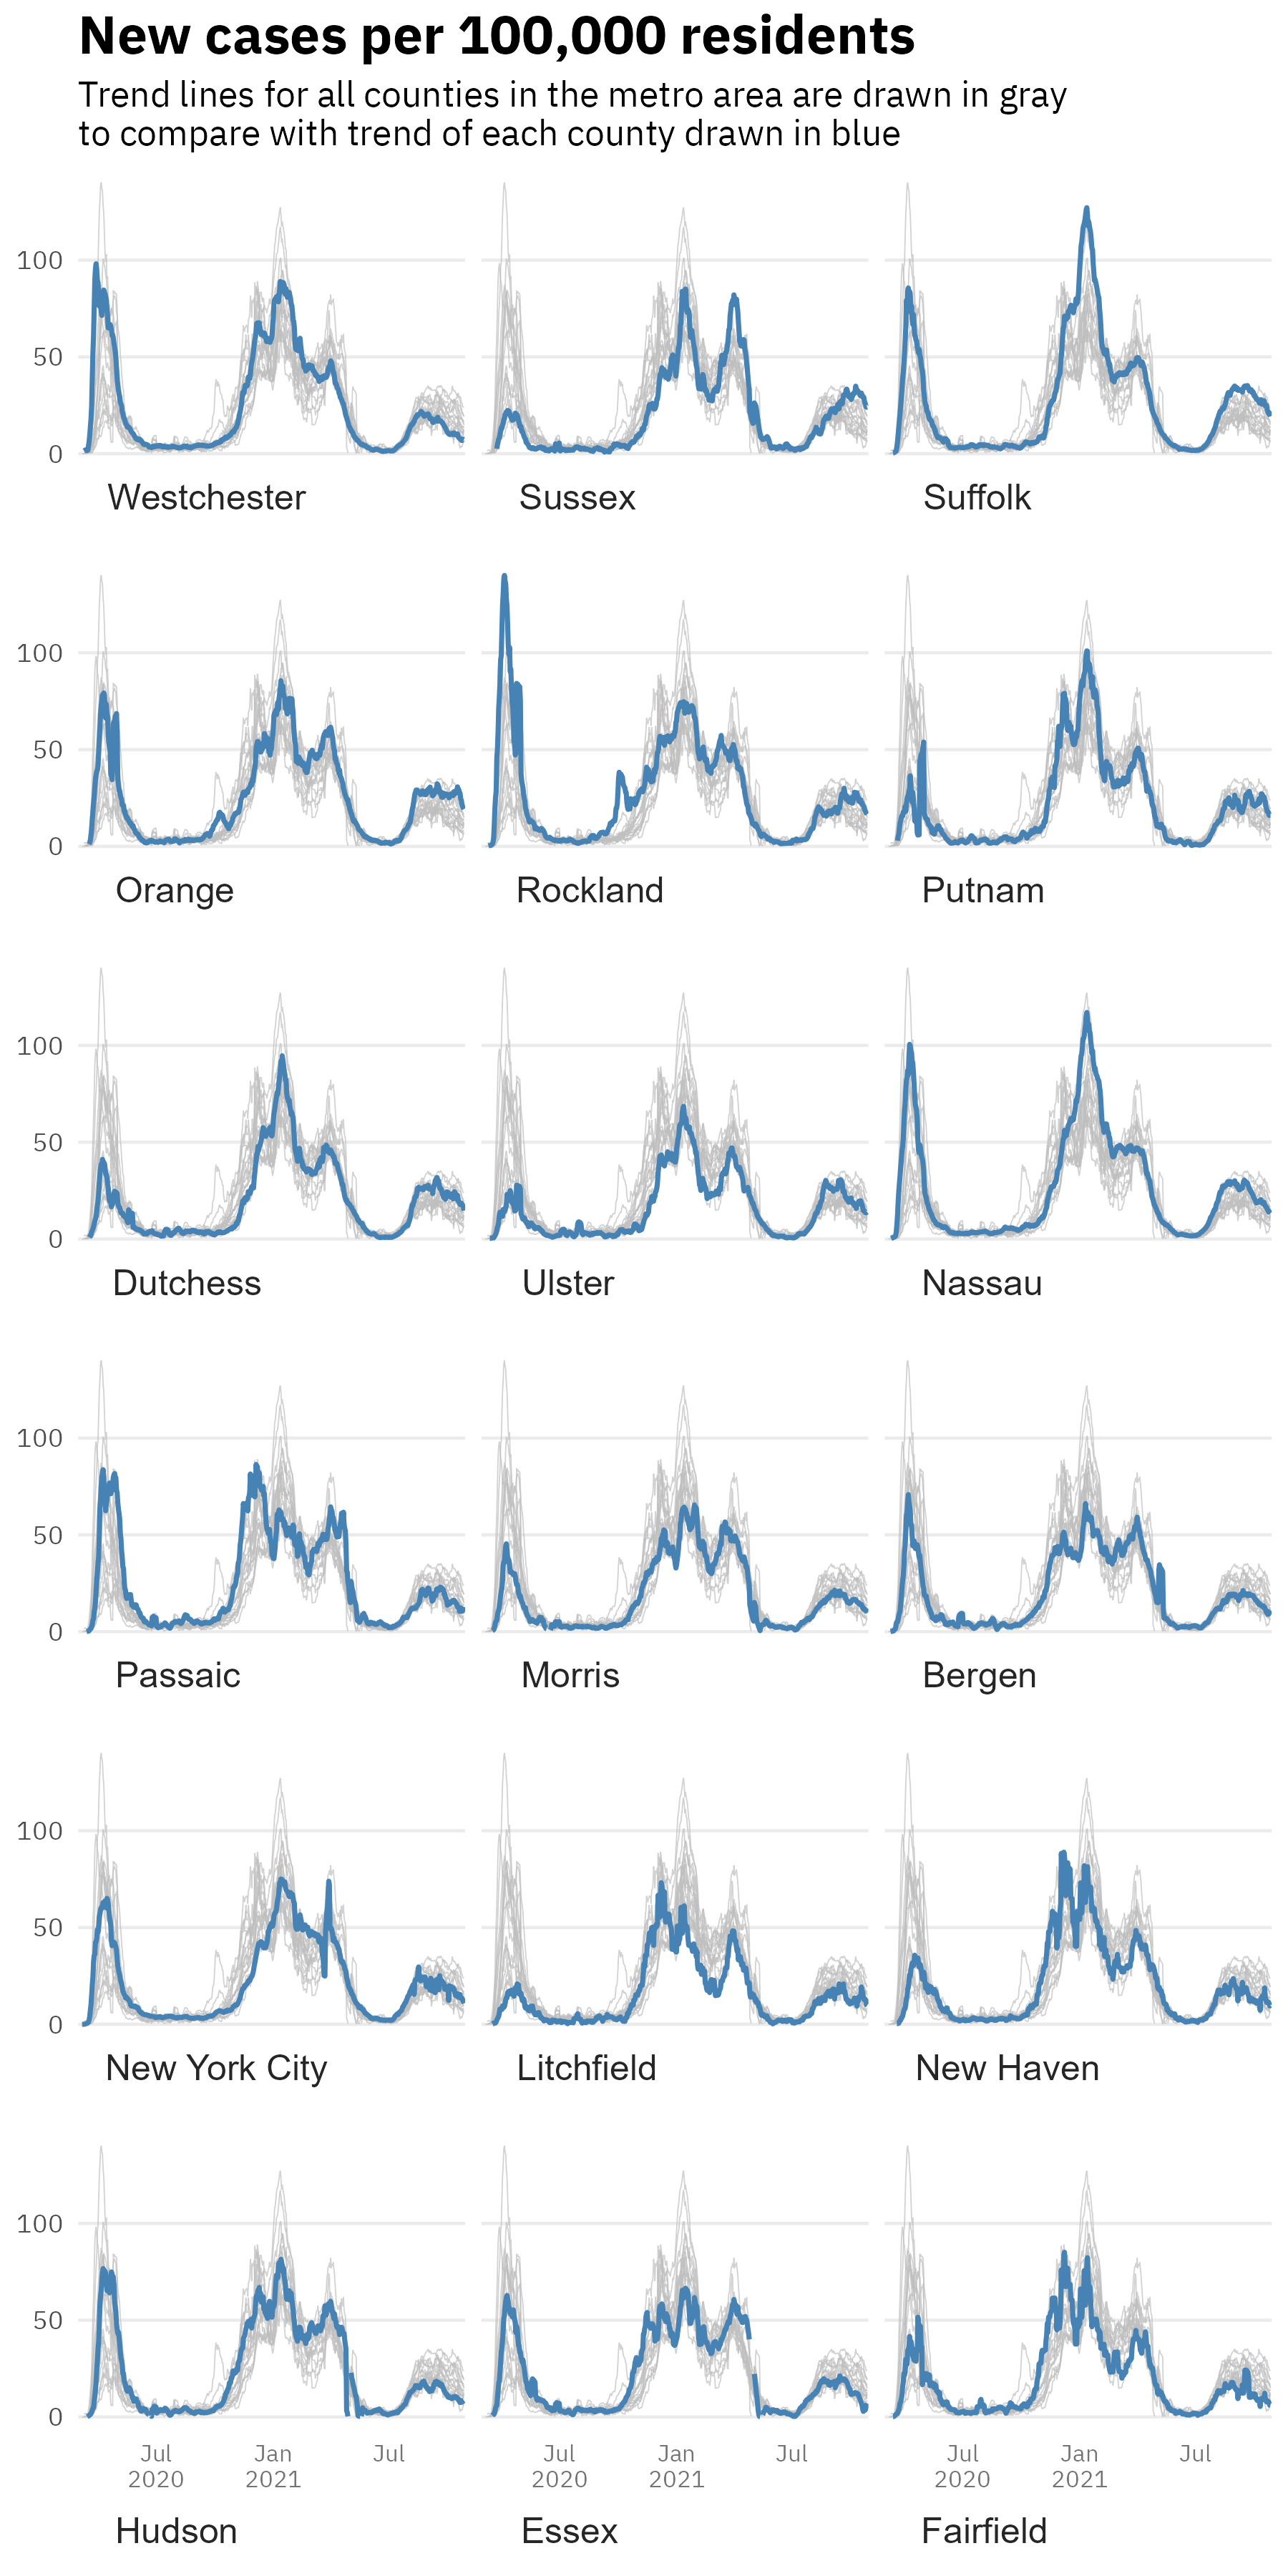 New cases per 100,000 residents
Trend lines for all counties in the metro area are drawn in gray
to compare with trend of each county drawn in blue
100
50
0
Westchester
Sussex
Suffolk
100
50
0
Orange
Rockland
Putnam
100
50
0
Dutchess
Ulster
Nassau
100
50
0
Passaic
Morris
Bergen
100
50
0
New York City
Litchfield
New Haven
100
50
0
Jul Jan Jul Jul Jan Jul Jul Jan Jul
2020 2021 2020 2021 2020 2021
Hudson
Essex
Fairfield